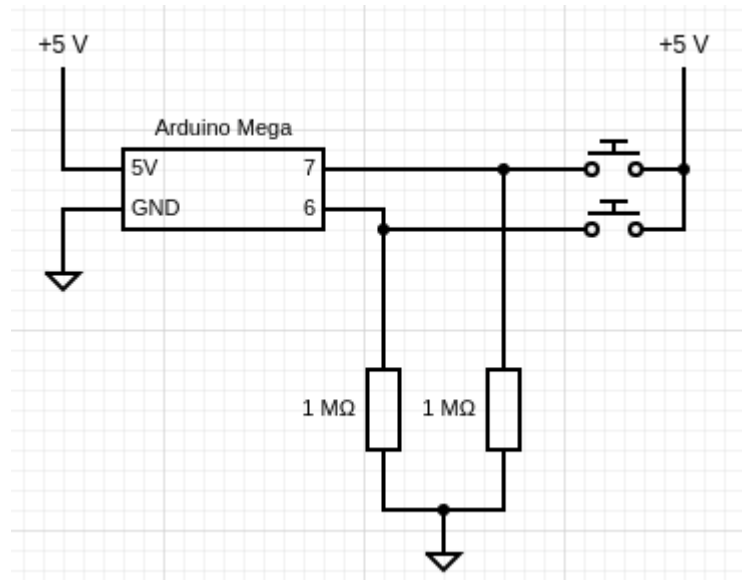 +5 V
+5 V
Arduino Mega
5V
7
GND
6
1 MΩ
1 MΩ